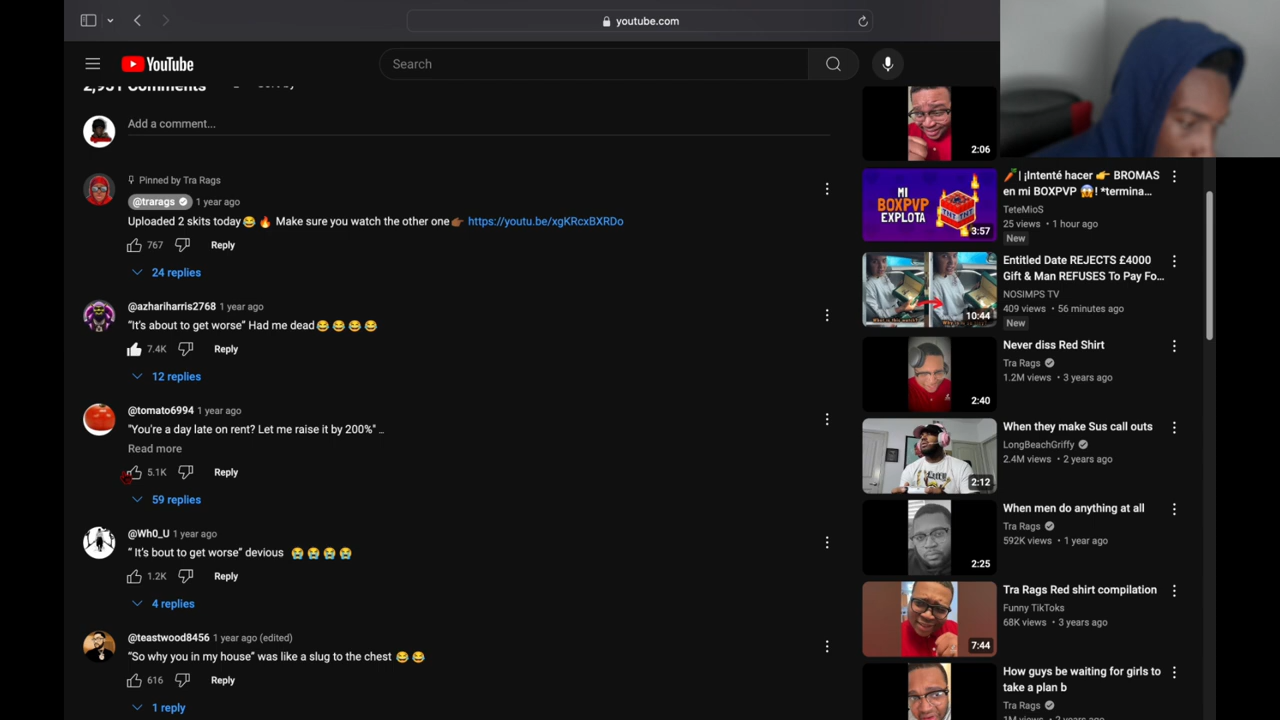 youtube.com
YouTube
Search
2,951 Comments
Sort by
Add a comment...
Pinned by Tra Rags
@trarags 1 year ago
Uploaded 2 skits today😂🔥 Make sure you watch the other one👉🏾 https://youtu.be/xgKRcxBXRDo
767 Reply
24 replies
@azhariharris2768 1 year ago
“It’s about to get worse” Had me dead😂😂😂😂
7.4K Reply
12 replies
@tomato6994 1 year ago
"You're a day late on rent? Let me raise it by 200%" ...
Read more
5.1K Reply
59 replies
@Wh0_U 1 year ago
“ It’s bout to get worse” devious 😭😭😭😭
1.2K Reply
4 replies
@teastwood8456 1 year ago (edited)
“So why you in my house” was like a slug to the chest 😂😂
616 Reply
1 reply
2:06
MI
BOXPVP
EXPLOTA
3:57
🥕| ¡Intenté hacer 👉 BROMAS
en mi BOXPVP 😱! *termina...
TeteMioS
25 views • 1 hour ago
New
10:44
Entitled Date REJECTS £4000
Gift & Man REFUSES To Pay Fo...
NOSIMPS TV
409 views • 56 minutes ago
New
2:40
Never diss Red Shirt
Tra Rags
1.2M views • 3 years ago
2:12
When they make Sus call outs
LongBeachGriffy
2.4M views • 2 years ago
2:25
When men do anything at all
Tra Rags
592K views • 1 year ago
7:44
Tra Rags Red shirt compilation
Funny TikToks
68K views • 3 years ago
How guys be waiting for girls to
take a plan b
Tra Rags